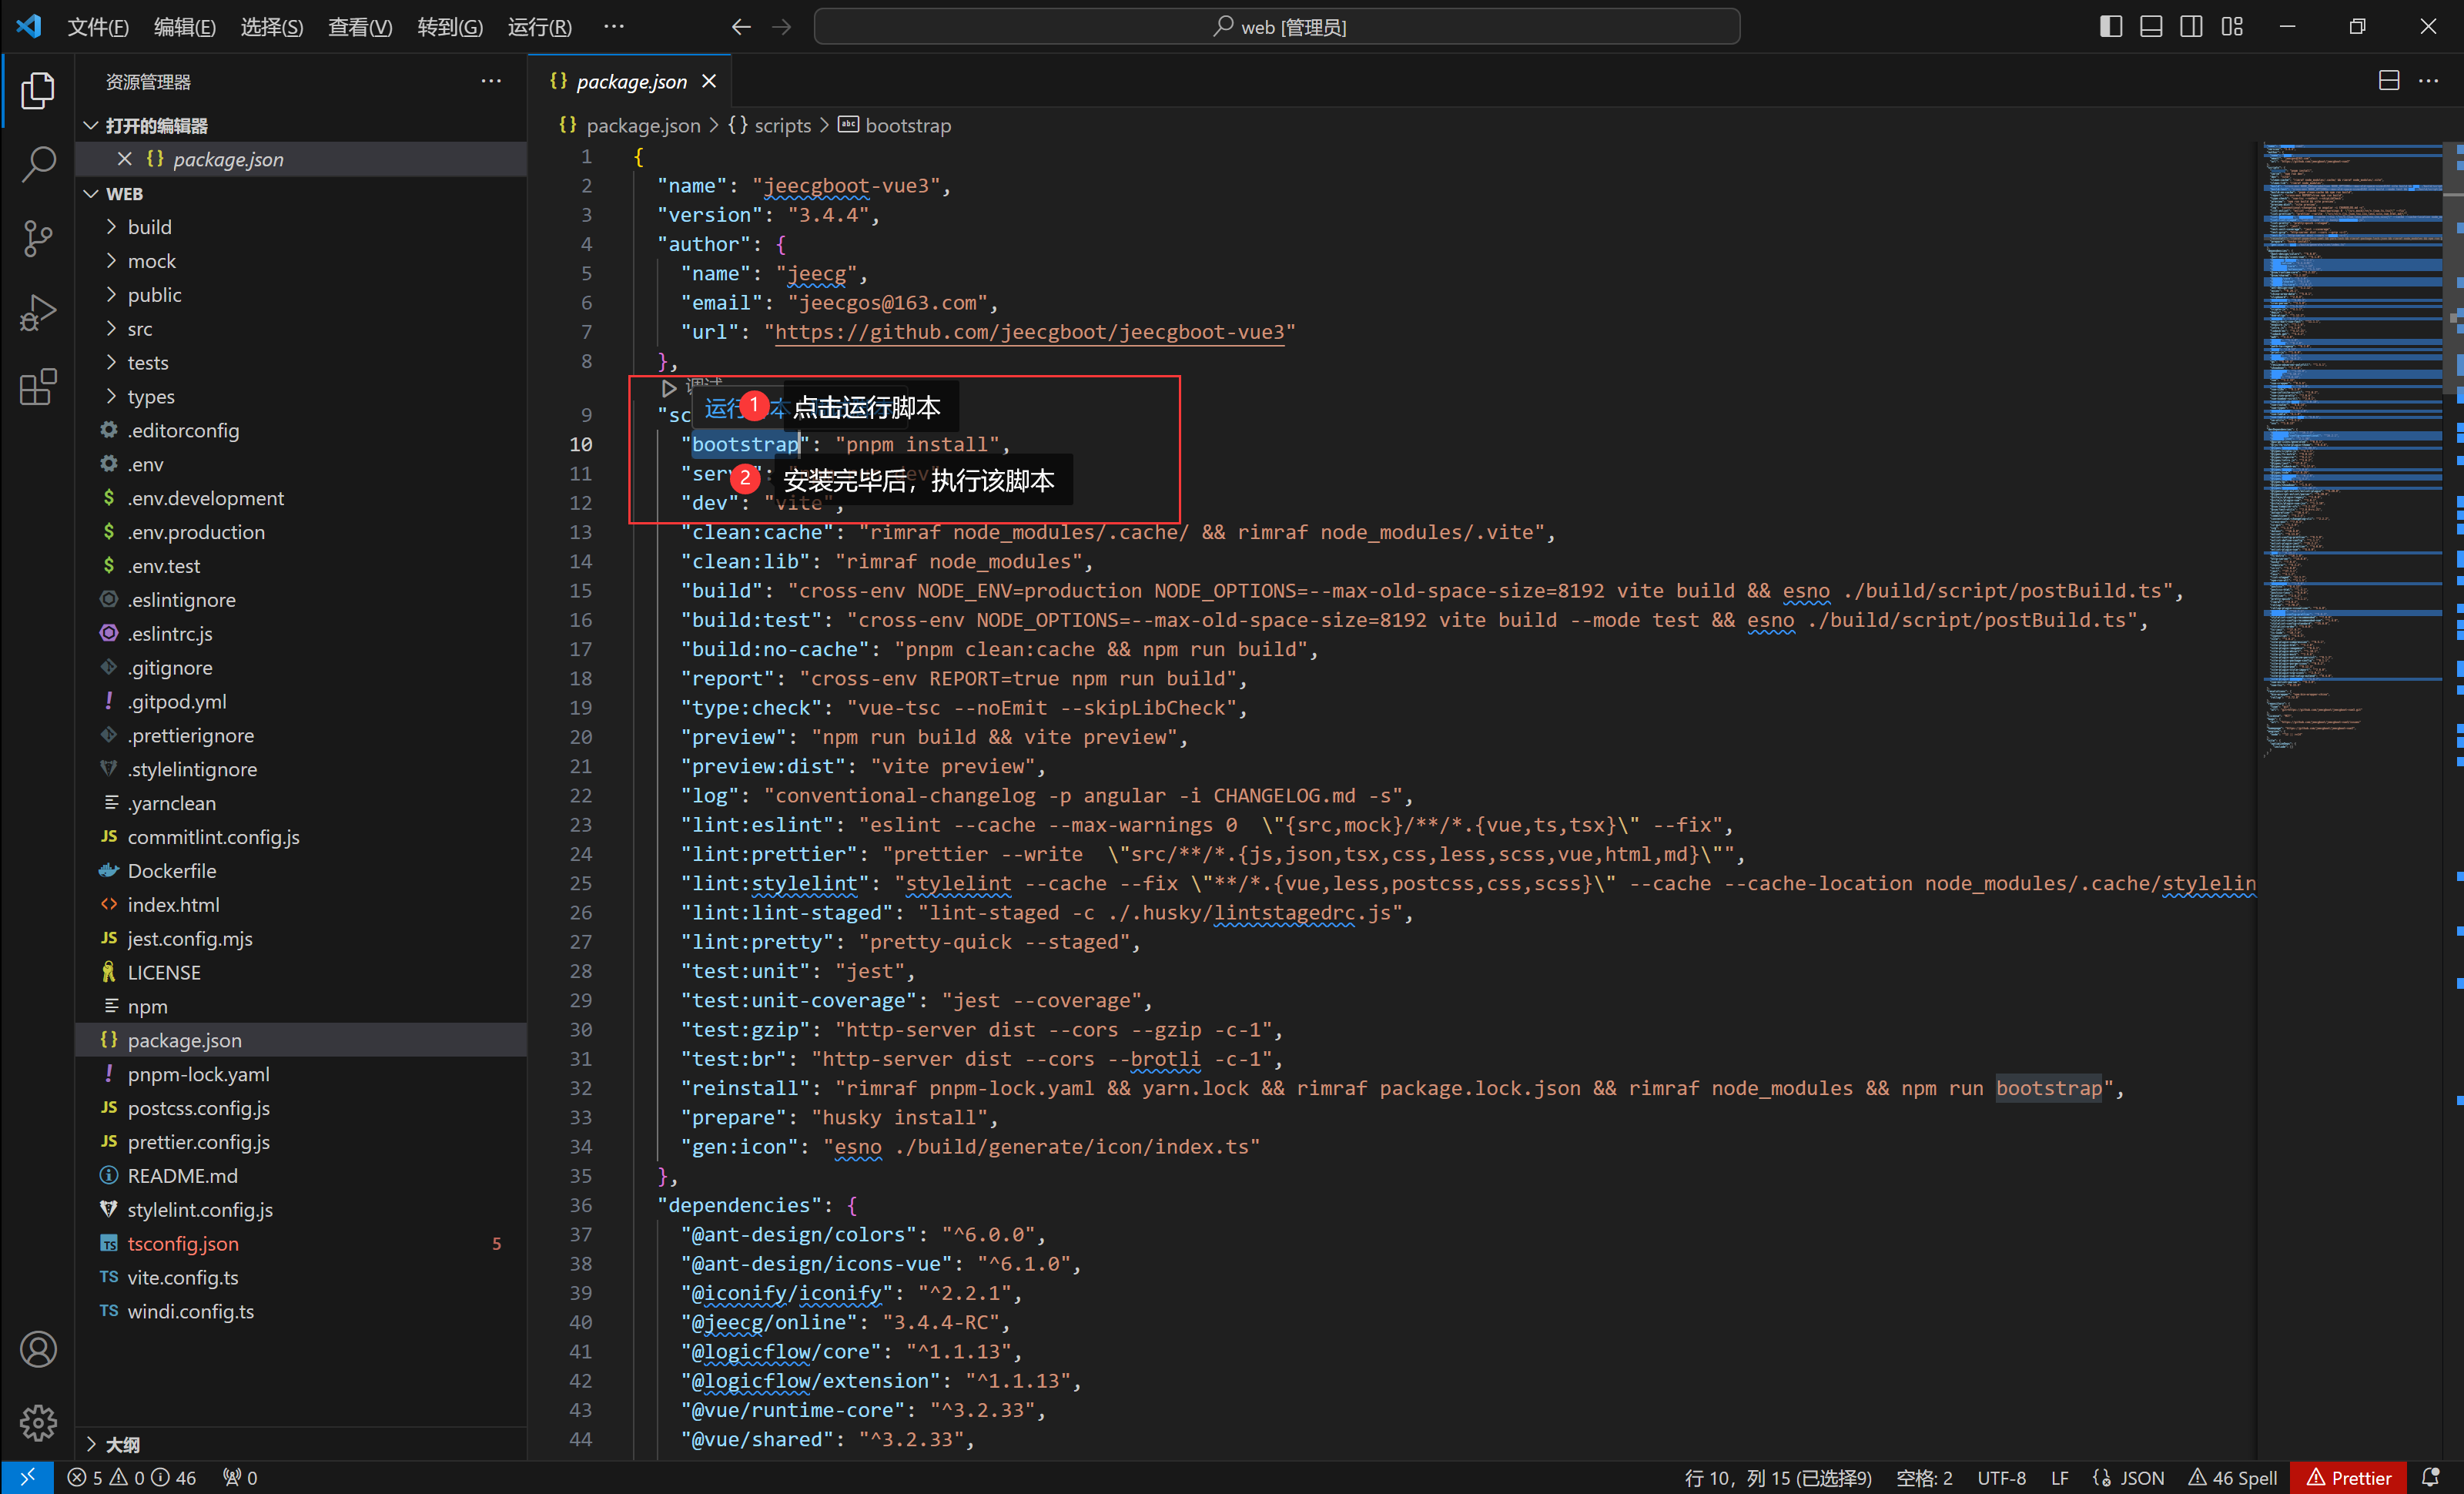 文件(F) 编辑(E) 选择(S) 查看(V) 转到(G) 运行(R) ··· web [管理员]
资源管理器
打开的编辑器
package.json
WEB
build
mock
public
src
tests
types
.editorconfig
.env
.env.development
.env.production
.env.test
.eslintignore
.eslintrc.js
.gitignore
.gitpod.yml
.prettierignore
.stylelintignore
.yarnclean
commitlint.config.js
Dockerfile
index.html
jest.config.mjs
LICENSE
npm
package.json
pnpm-lock.yaml
postcss.config.js
prettier.config.js
README.md
stylelint.config.js
tsconfig.json 5
vite.config.ts
windi.config.ts
大纲
package.json
package.json > {} scripts > abc bootstrap
1 {
2 "name": "jeecgboot-vue3",
3 "version": "3.4.4",
4 "author": {
5 "name": "jeecg",
6 "email": "jeecgos@163.com",
7 "url": "https://github.com/jeecgboot/jeecgboot-vue3"
8 },
调试
运行 本
1 点击运行脚本
9 "sc
10 "bootstrap": "pnpm install",
11 "ser
2 安装完毕后，执行该脚本
12 "dev": "vite",
13 "clean:cache": "rimraf node_modules/.cache/ && rimraf node_modules/.vite",
14 "clean:lib": "rimraf node_modules",
15 "build": "cross-env NODE_ENV=production NODE_OPTIONS=--max-old-space-size=8192 vite build && esno ./build/script/postBuild.ts",
16 "build:test": "cross-env NODE_OPTIONS=--max-old-space-size=8192 vite build --mode test && esno ./build/script/postBuild.ts",
17 "build:no-cache": "pnpm clean:cache && npm run build",
18 "report": "cross-env REPORT=true npm run build",
19 "type:check": "vue-tsc --noEmit --skipLibCheck",
20 "preview": "npm run build && vite preview",
21 "preview:dist": "vite preview",
22 "log": "conventional-changelog -p angular -i CHANGELOG.md -s",
23 "lint:eslint": "eslint --cache --max-warnings 0  \"{src,mock}/**/*.{vue,ts,tsx}\" --fix",
24 "lint:prettier": "prettier --write  \"src/**/*.{js,json,tsx,css,less,scss,vue,html,md}\"",
25 "lint:stylelint": "stylelint --cache --fix \"**/*.{vue,less,postcss,css,scss}\" --cache --cache-location node_modules/.cache/stylelin
26 "lint:lint-staged": "lint-staged -c ./.husky/lintstagedrc.js",
27 "lint:pretty": "pretty-quick --staged",
28 "test:unit": "jest",
29 "test:unit-coverage": "jest --coverage",
30 "test:gzip": "http-server dist --cors --gzip -c-1",
31 "test:br": "http-server dist --cors --brotli -c-1",
32 "reinstall": "rimraf pnpm-lock.yaml && yarn.lock && rimraf package.lock.json && rimraf node_modules && npm run bootstrap",
33 "prepare": "husky install",
34 "gen:icon": "esno ./build/generate/icon/index.ts"
35 },
36 "dependencies": {
37 "@ant-design/colors": "^6.0.0",
38 "@ant-design/icons-vue": "^6.1.0",
39 "@iconify/iconify": "^2.2.1",
40 "@jeecg/online": "3.4.4-RC",
41 "@logicflow/core": "^1.1.13",
42 "@logicflow/extension": "^1.1.13",
43 "@vue/runtime-core": "^3.2.33",
44 "@vue/shared": "^3.2.33",
5 0 46 0 行 10，列 15 (已选择9) 空格: 2 UTF-8 LF {} JSON 46 Spell Prettier